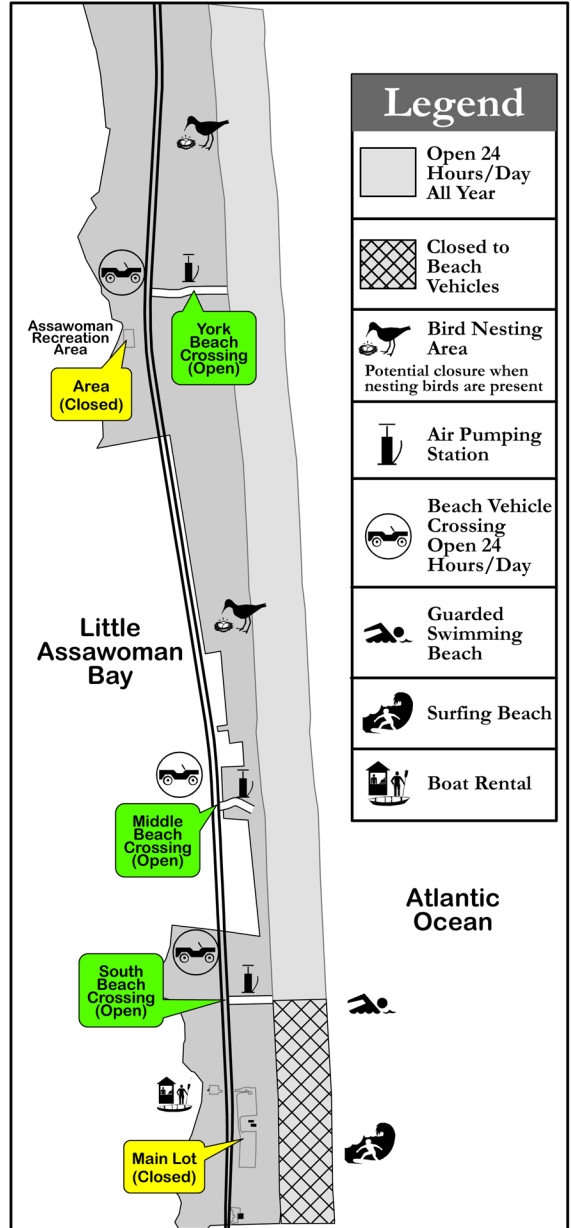 Legend
Open 24
Hours/Day
All Year
Closed to
Beach
Vehicles
Bird Nesting
Area
Potential closure when
nesting birds are present
Air Pumping
Station
Beach Vehicle
Crossing
Open 24
Hours/Day
Guarded
Swimming
Beach
Surfing Beach
Boat Rental
York
Beach
Crossing
(Open)
Assawoman
Recreation
Area
Area
(Closed)
Little
Assawoman
Bay
Middle
Beach
Crossing
(Open)
Atlantic
Ocean
South
Beach
Crossing
(Open)
Main Lot
(Closed)